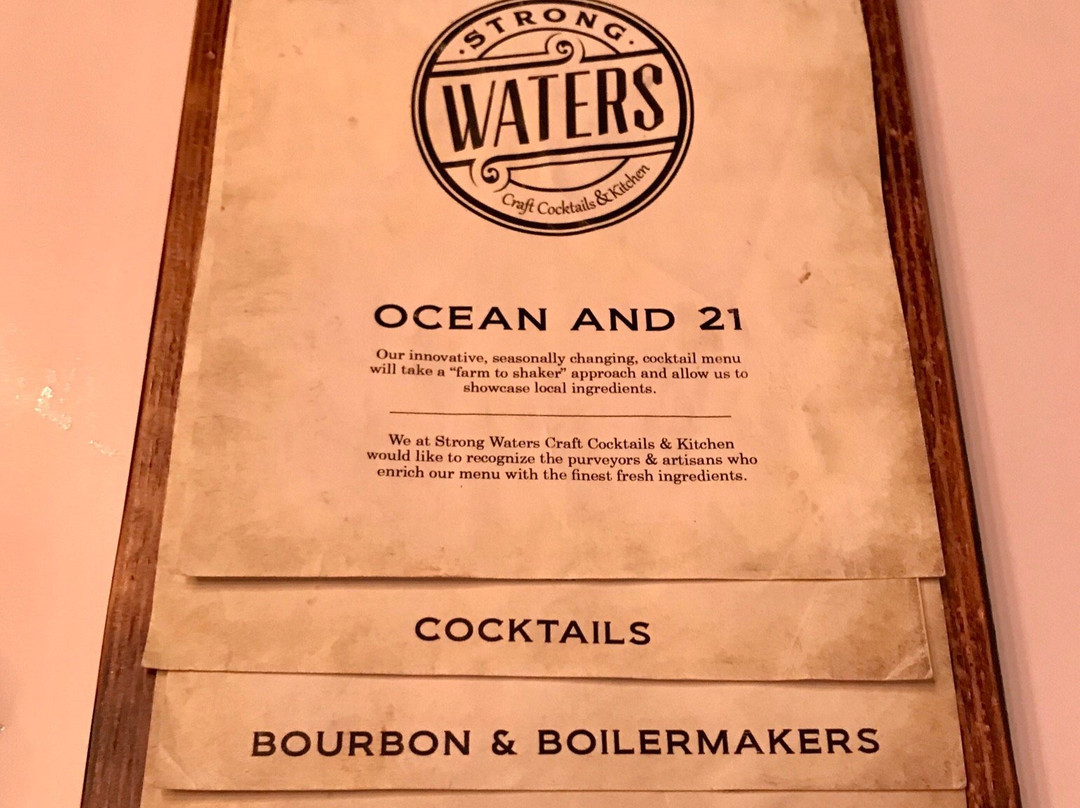 ·STRONG·
WATERS
Craft Cocktails & Kitchen
OCEAN AND 21
Our innovative, seasonally changing, cocktail menu
will take a “farm to shaker” approach and allow us to
showcase local ingredients.
We at Strong Waters Craft Cocktails & Kitchen
would like to recognize the purveyors & artisans who
enrich our menu with the finest fresh ingredients.
COCKTAILS
BOURBON & BOILERMAKERS